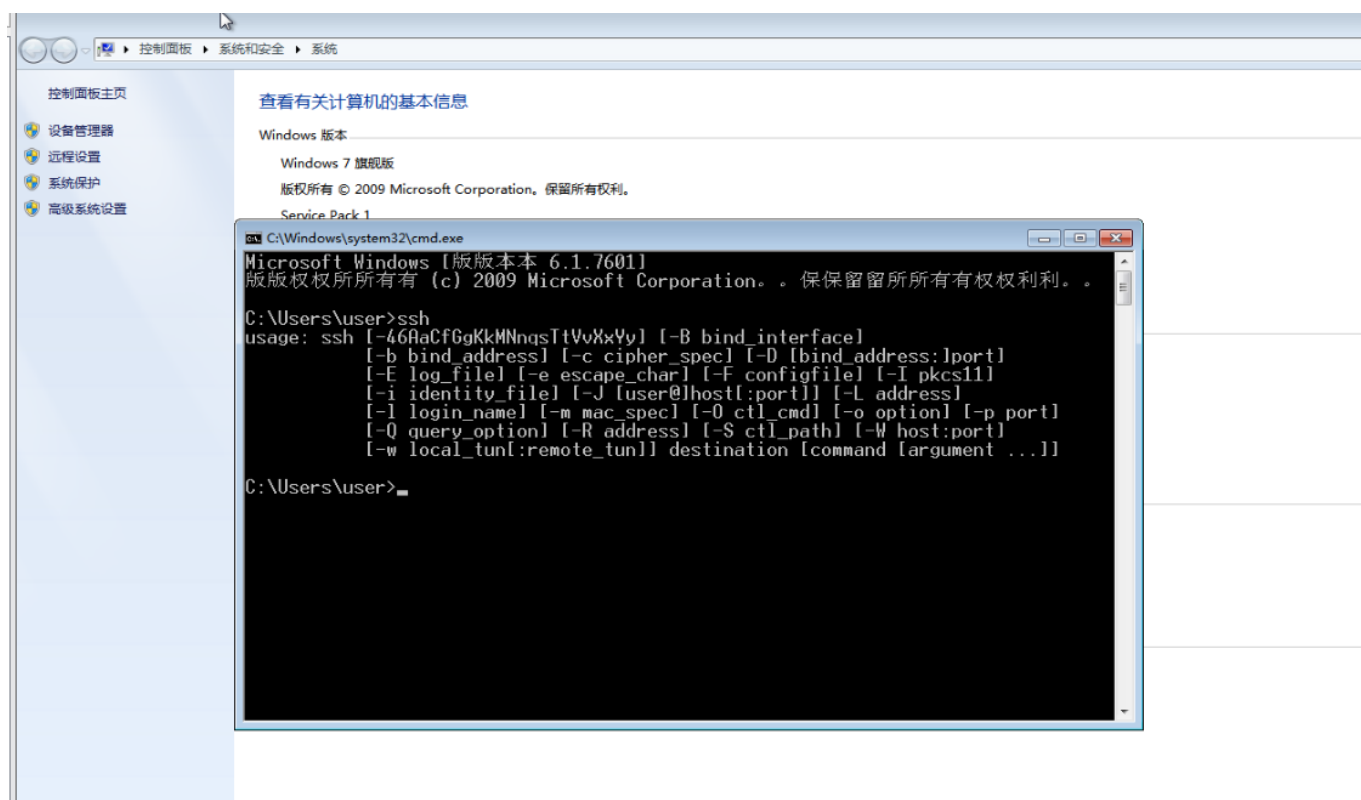 控制面板 ▸ 系统和安全 ▸ 系统
控制面板主页
设备管理器
远程设置
系统保护
高级系统设置
查看有关计算机的基本信息
Windows 版本
Windows 7 旗舰版
版权所有 © 2009 Microsoft Corporation。保留所有权利。
Service Pack 1
C:\Windows\system32\cmd.exe
Microsoft Windows [版版本本 6.1.7601]
版版权权所所有有 (c) 2009 Microsoft Corporation。。保保留留所所有有权权利利。。
C:\Users\user>ssh
usage: ssh [-46AaCfGgKkMNnqsTtVvXxYy] [-B bind_interface]
[-b bind_address] [-c cipher_spec] [-D [bind_address:]port]
[-E log_file] [-e escape_char] [-F configfile] [-I pkcs11]
[-i identity_file] [-J [user@]host[:port]] [-L address]
[-l login_name] [-m mac_spec] [-O ctl_cmd] [-o option] [-p port]
[-Q query_option] [-R address] [-S ctl_path] [-W host:port]
[-w local_tun[:remote_tun]] destination [command [argument ...]]
C:\Users\user>